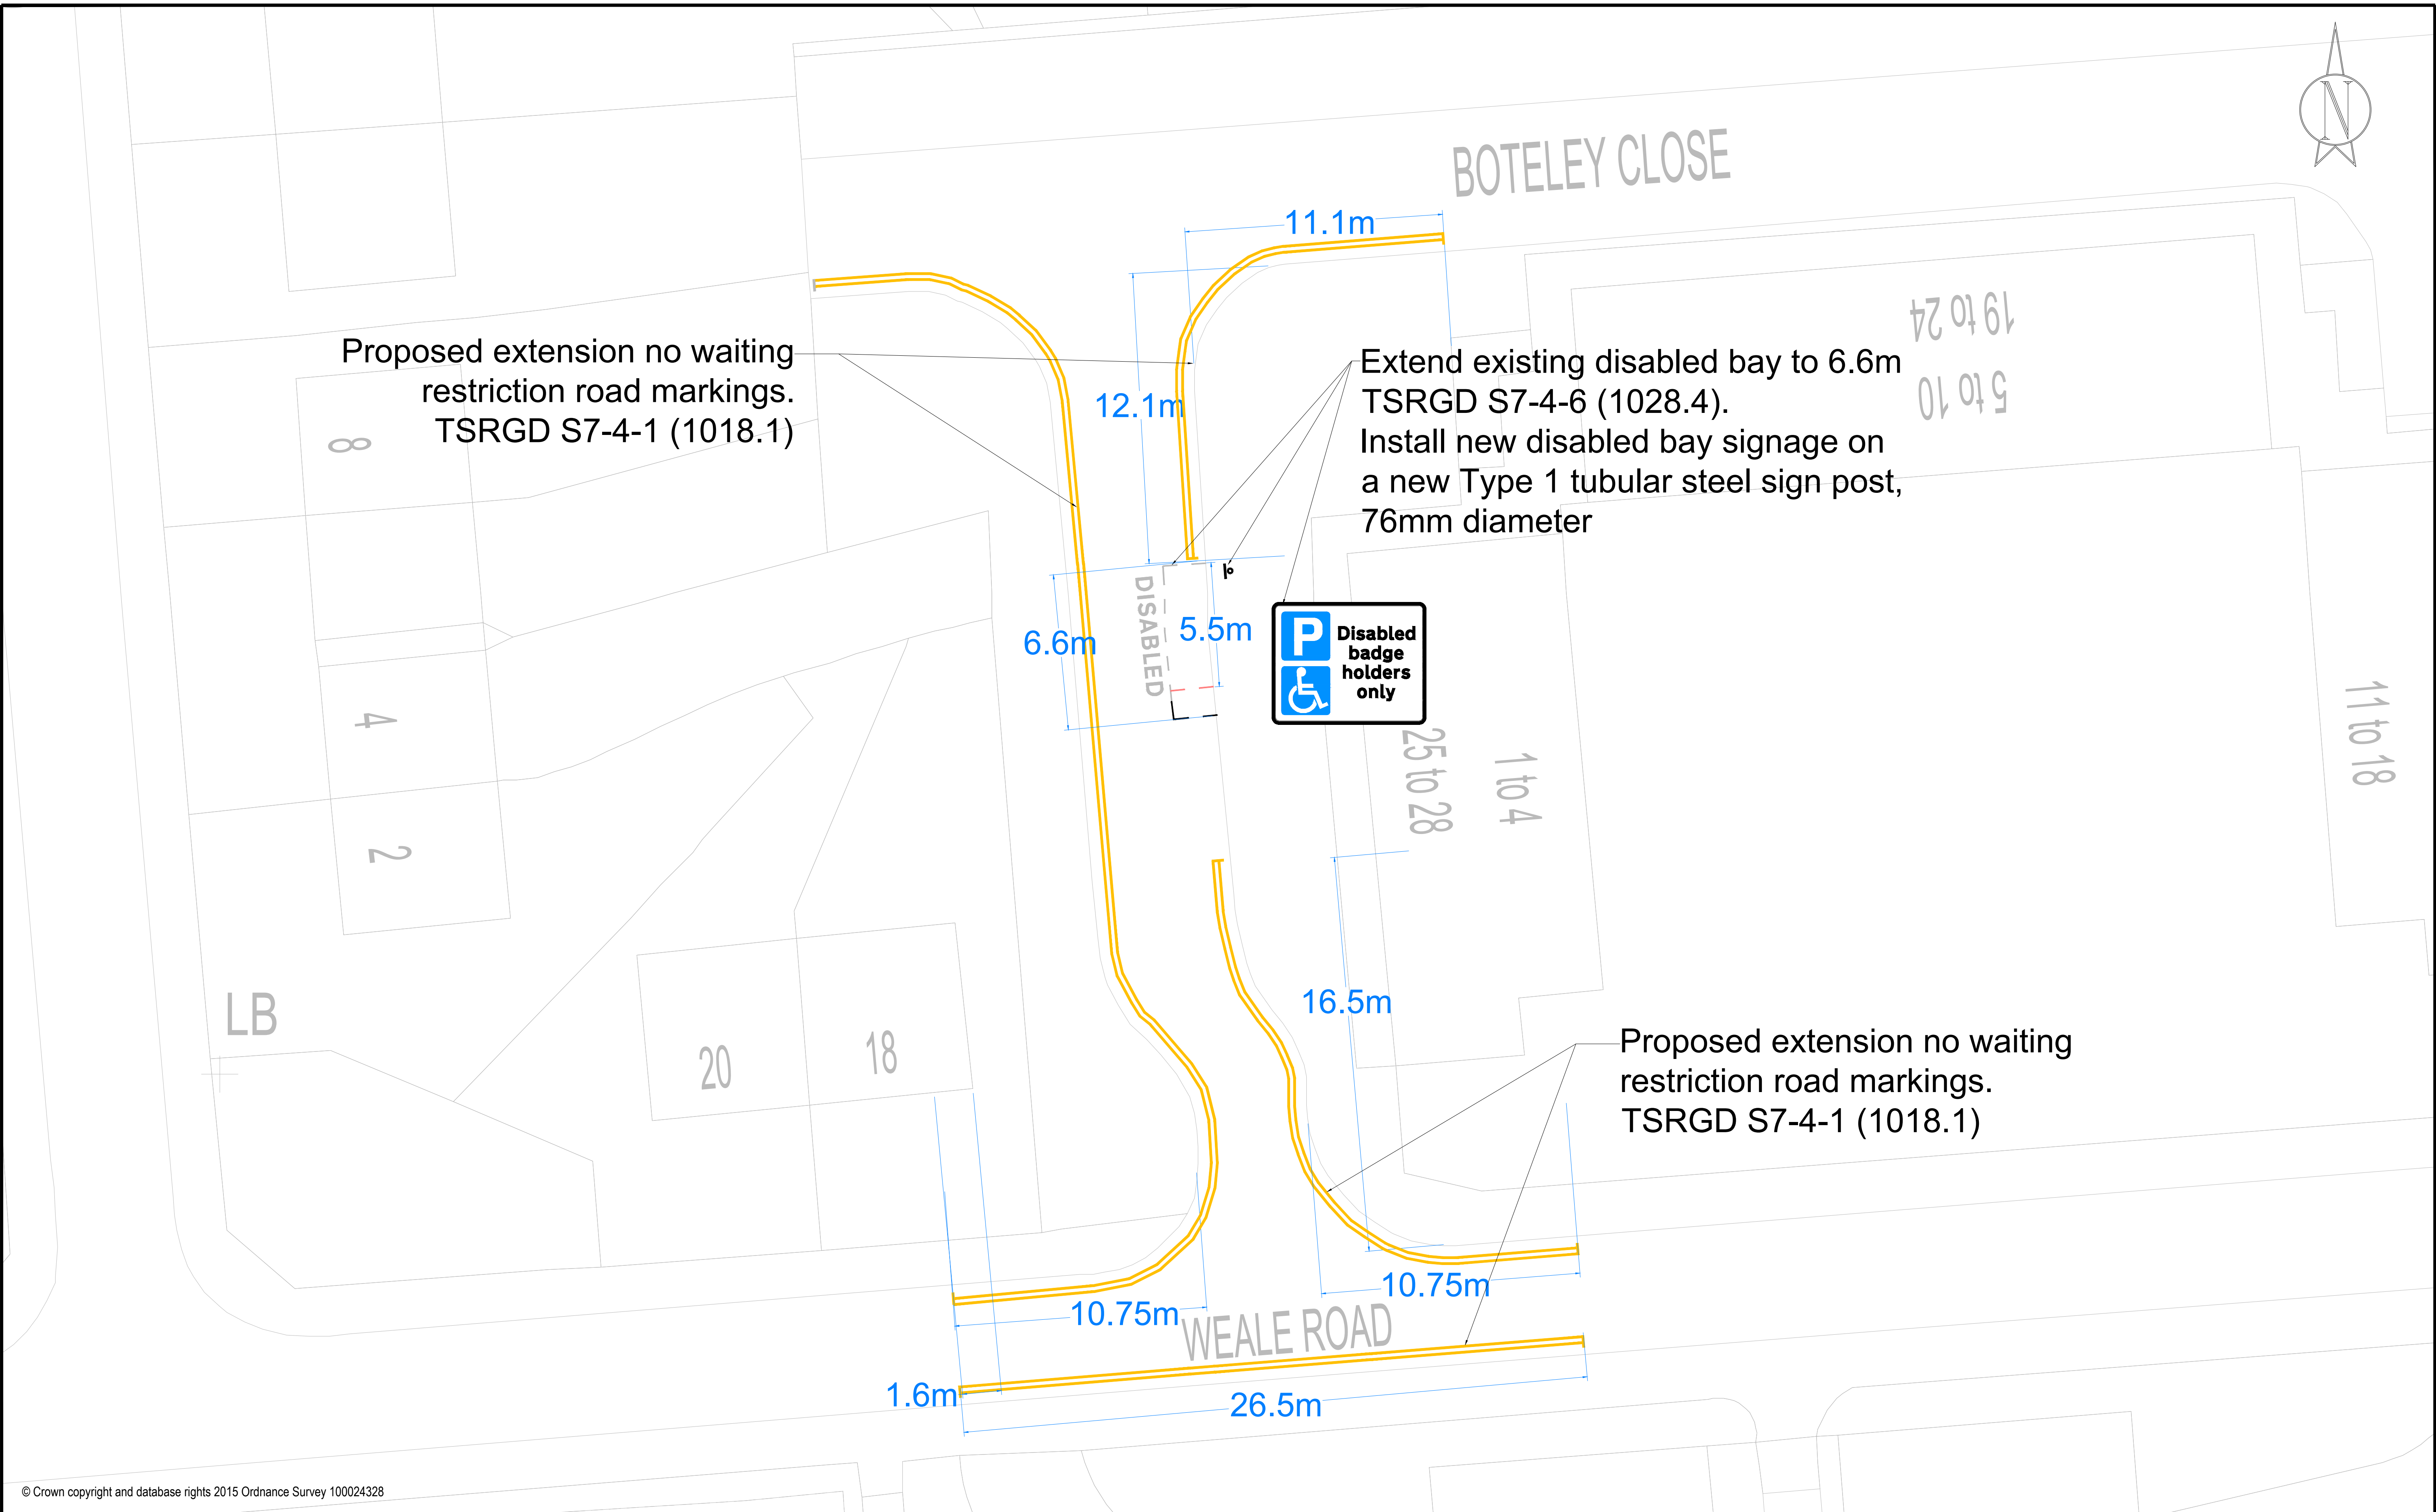 N
BOTELEY CLOSE
11.1m
19 to 24
5 to 10
Proposed extension no waiting
restriction road markings.
TSRGD S7-4-1 (1018.1)
12.1m
Extend existing disabled bay to 6.6m
TSRGD S7-4-6 (1028.4).
Install new disabled bay signage on
a new Type 1 tubular steel sign post,
76mm diameter
8
DISABLED
6.6m
5.5m
P
Disabled
badge
holders
only
4
2
25 to 28
1 to 4
11 to 18
LB
20
18
16.5m
Proposed extension no waiting
restriction road markings.
TSRGD S7-4-1 (1018.1)
10.75m
10.75m
WEALE ROAD
1.6m
26.5m
© Crown copyright and database rights 2015 Ordnance Survey 100024328